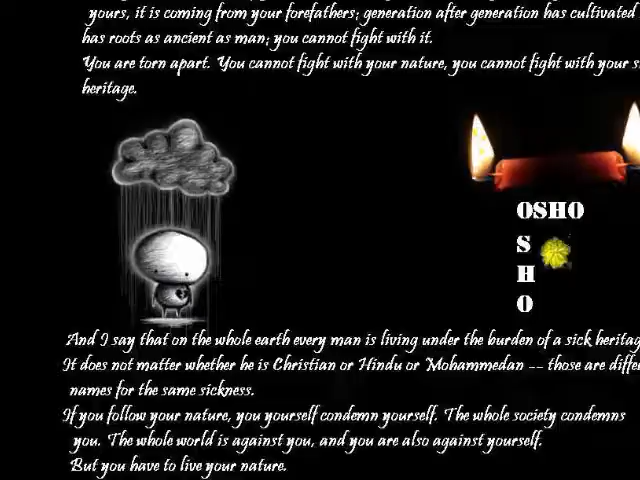 yours, it is coming from your forefathers; generation after generation has cultivated
has roots as ancient as man; you cannot fight with it.
You are torn apart. You cannot fight with your nature, you cannot fight with your
heritage.
OSHO
S
H
O
And I say that on the whole earth every man is living under the burden of a sick
It does not matter whether he is Christian or Hindu or Mohammedan -- those are
names for the same sickness.
If you follow your nature, you yourself condemn yourself. The whole society condemns
you. The whole world is against you, and you are also against yourself.
But you have to live your nature.